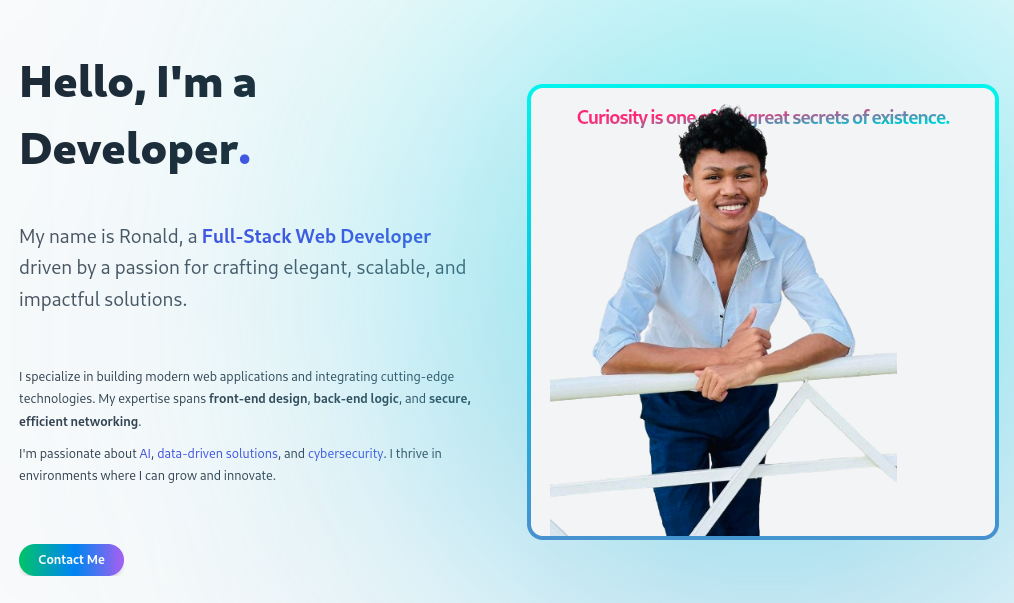 Hello, I'm a
Developer.
My name is Ronald, a Full-Stack Web Developer
driven by a passion for crafting elegant, scalable, and
impactful solutions.
I specialize in building modern web applications and integrating cutting-edge
technologies. My expertise spans front-end design, back-end logic, and secure,
efficient networking.
I'm passionate about AI, data-driven solutions, and cybersecurity. I thrive in
environments where I can grow and innovate.
Contact Me
Curiosity is one great secrets of existence.